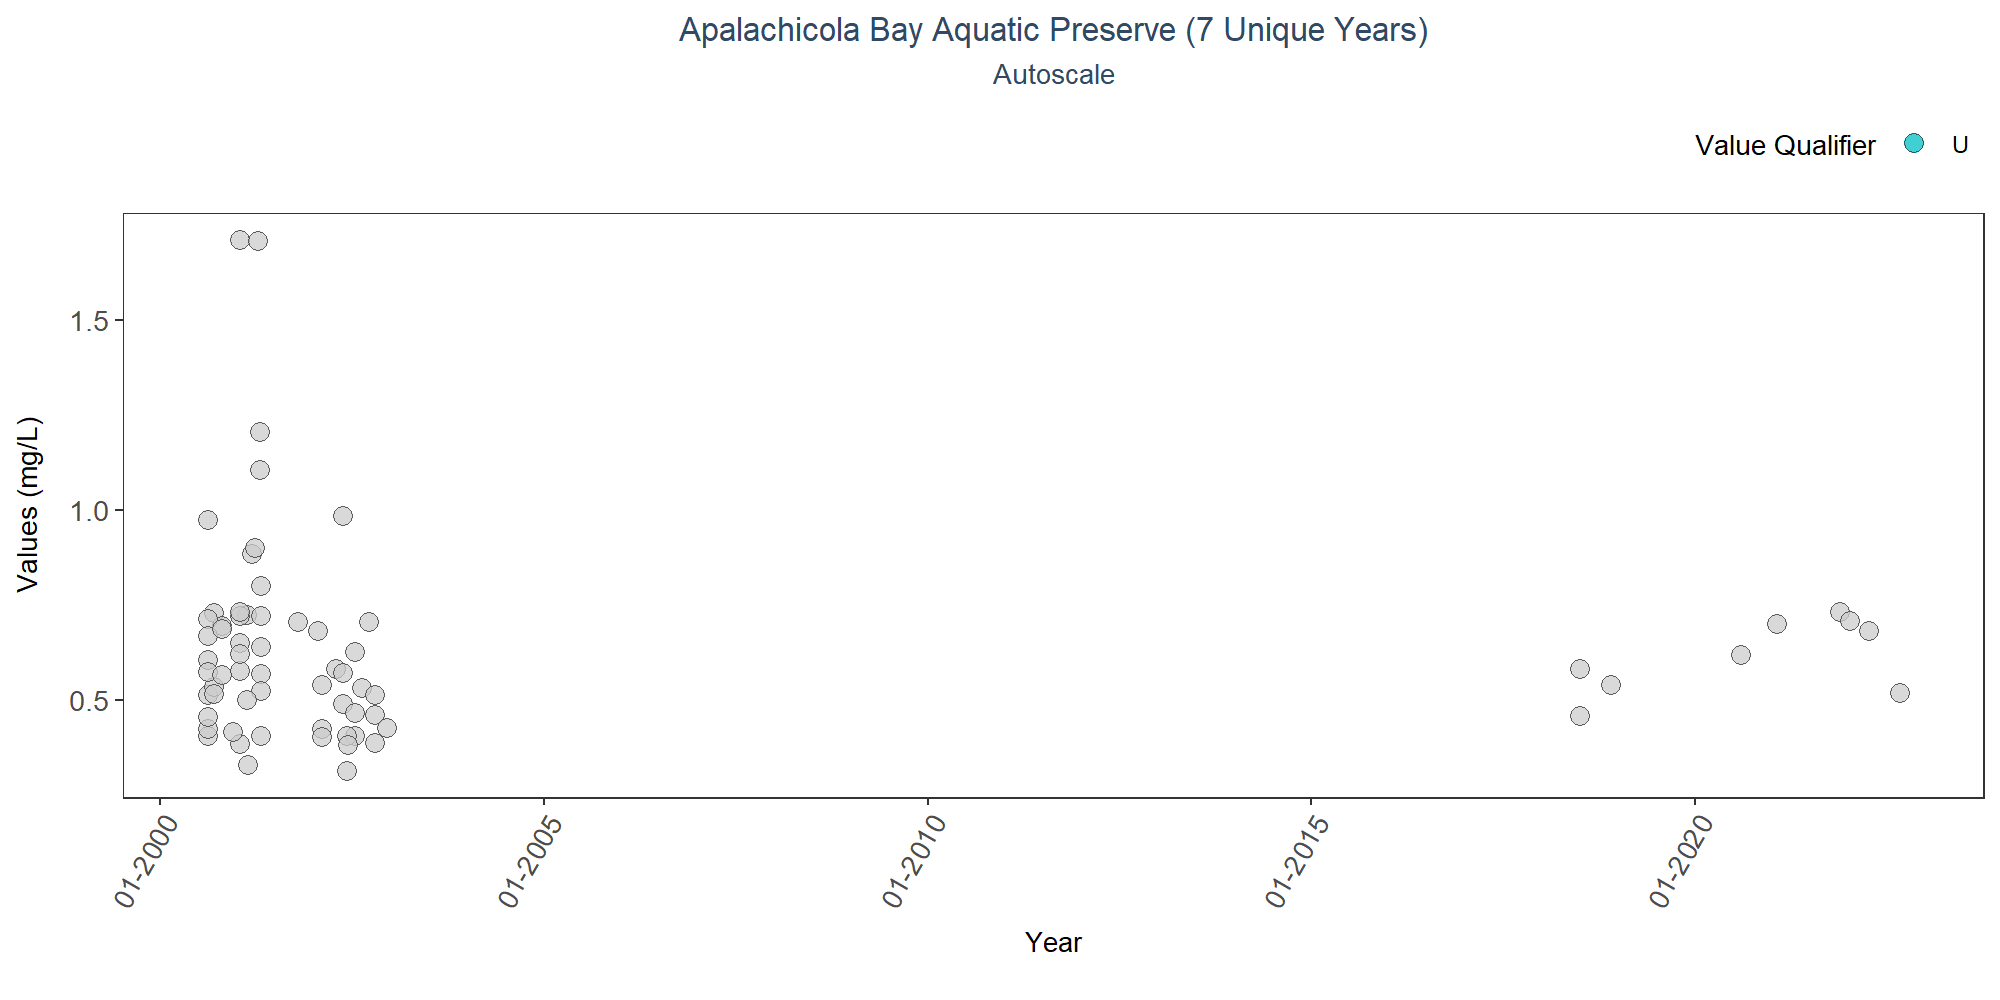 Apalachicola Bay Aquatic Preserve (7 Unique Years)
Autoscale
Value Qualifier U
Values (mg/L)
1.5
1.0
0.5
01-2000 01-2005 01-2010 01-2015 01-2020
Year